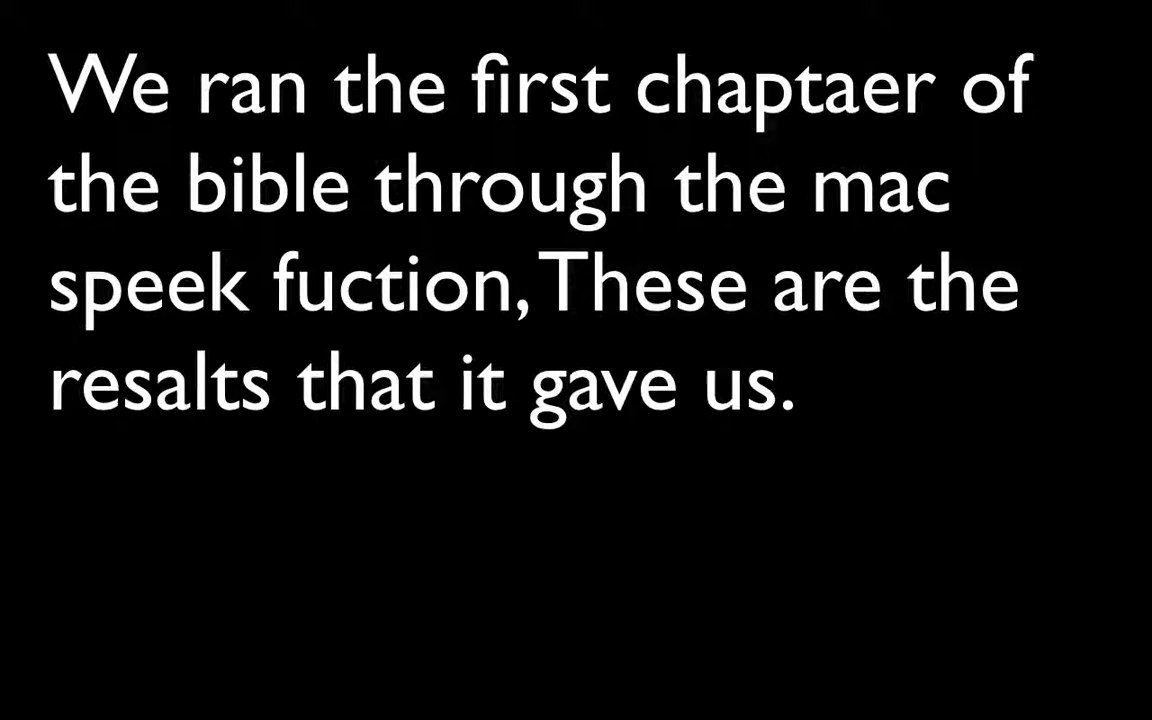 We ran the first chaptaer of
the bible through the mac
speek fuction, These are the
resalts that it gave us.